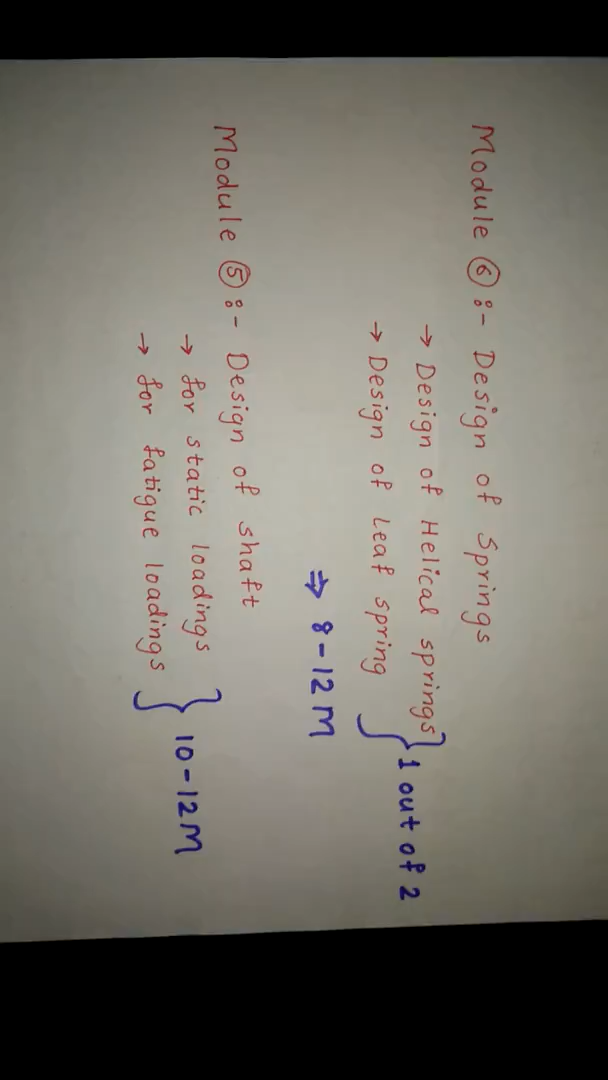 Module ⑥ :- Design of Springs
→ Design of Helical springs
→ Design of Leaf spring } 1 out of 2
⇒ 8-12 M
Module ⑤ :- Design of shaft
→ for static loadings
→ for fatigue loadings } 10-12M